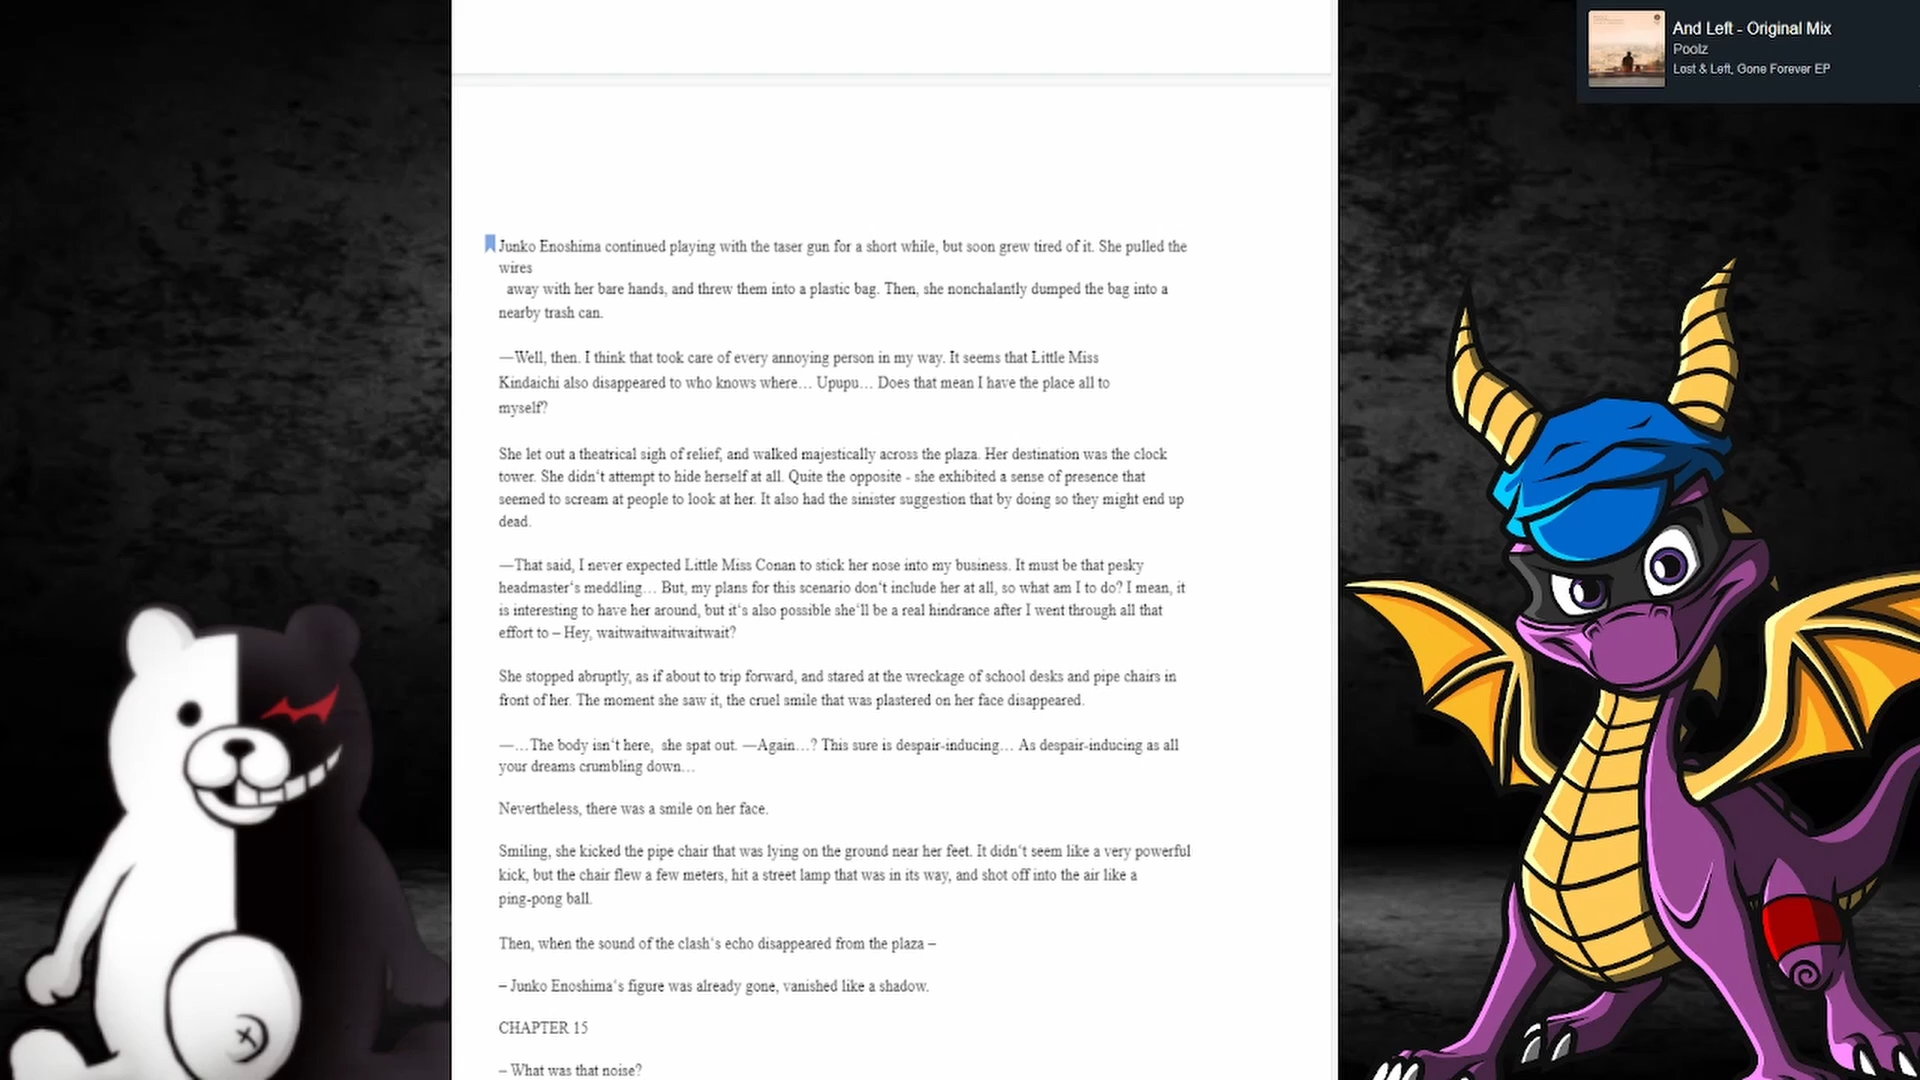 And Left - Original Mix
Poolz
Lost & Left, Gone Forever EP
Junko Enoshima continued playing with the taser gun for a short while, but soon grew tired of it. She pulled the
wires
away with her bare hands, and threw them into a plastic bag. Then, she nonchalantly dumped the bag into a
nearby trash can.
—Well, then. I think that took care of every annoying person in my way. It seems that Little Miss
Kindaichi also disappeared to who knows where… Upupu… Does that mean I have the place all to
myself?
She let out a theatrical sigh of relief, and walked majestically across the plaza. Her destination was the clock
tower. She didn‘t attempt to hide herself at all. Quite the opposite - she exhibited a sense of presence that
seemed to scream at people to look at her. It also had the sinister suggestion that by doing so they might end up
dead.
—That said, I never expected Little Miss Conan to stick her nose into my business. It must be that pesky
headmaster‘s meddling… But, my plans for this scenario don‘t include her at all, so what am I to do? I mean, it
is interesting to have her around, but it‘s also possible she‘ll be a real hindrance after I went through all that
effort to – Hey, waitwaitwaitwaitwait?
She stopped abruptly, as if about to trip forward, and stared at the wreckage of school desks and pipe chairs in
front of her. The moment she saw it, the cruel smile that was plastered on her face disappeared.
—…The body isn‘t here,  she spat out. —Again…? This sure is despair-inducing… As despair-inducing as all
your dreams crumbling down…
Nevertheless, there was a smile on her face.
Smiling, she kicked the pipe chair that was lying on the ground near her feet. It didn‘t seem like a very powerful
kick, but the chair flew a few meters, hit a street lamp that was in its way, and shot off into the air like a
ping-pong ball.
Then, when the sound of the clash‘s echo disappeared from the plaza –
– Junko Enoshima‘s figure was already gone, vanished like a shadow.
CHAPTER 15
– What was that noise?